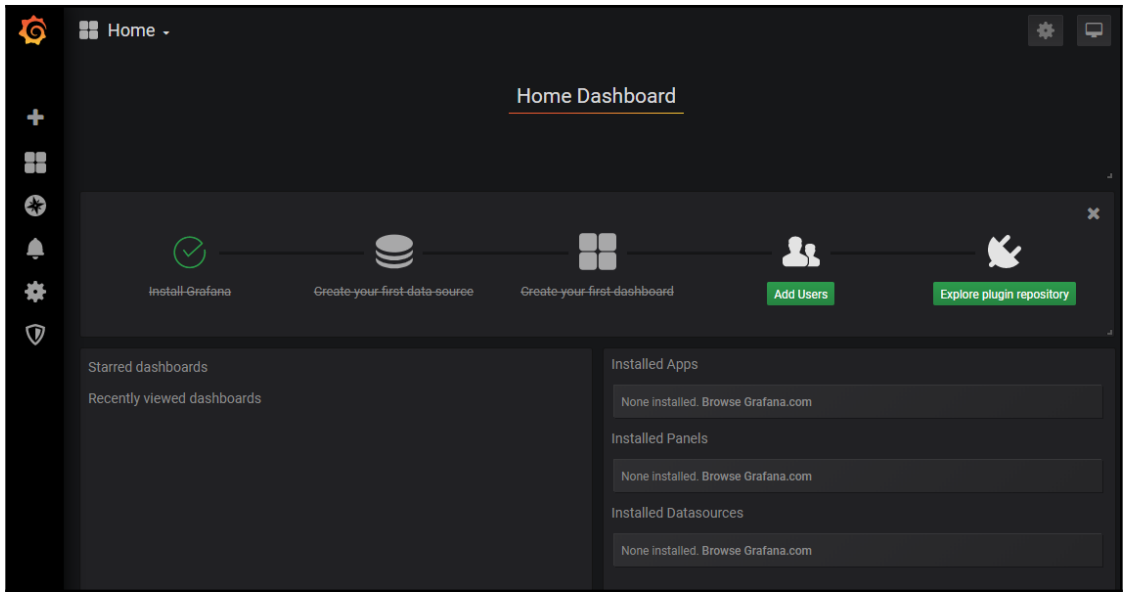 Home
Home Dashboard
Install Grafana
Create your first data source
Create your first dashboard
Add Users
Explore plugin repository
Starred dashboards
Recently viewed dashboards
Installed Apps
None installed. Browse Grafana.com
Installed Panels
None installed. Browse Grafana.com
Installed Datasources
None installed. Browse Grafana.com